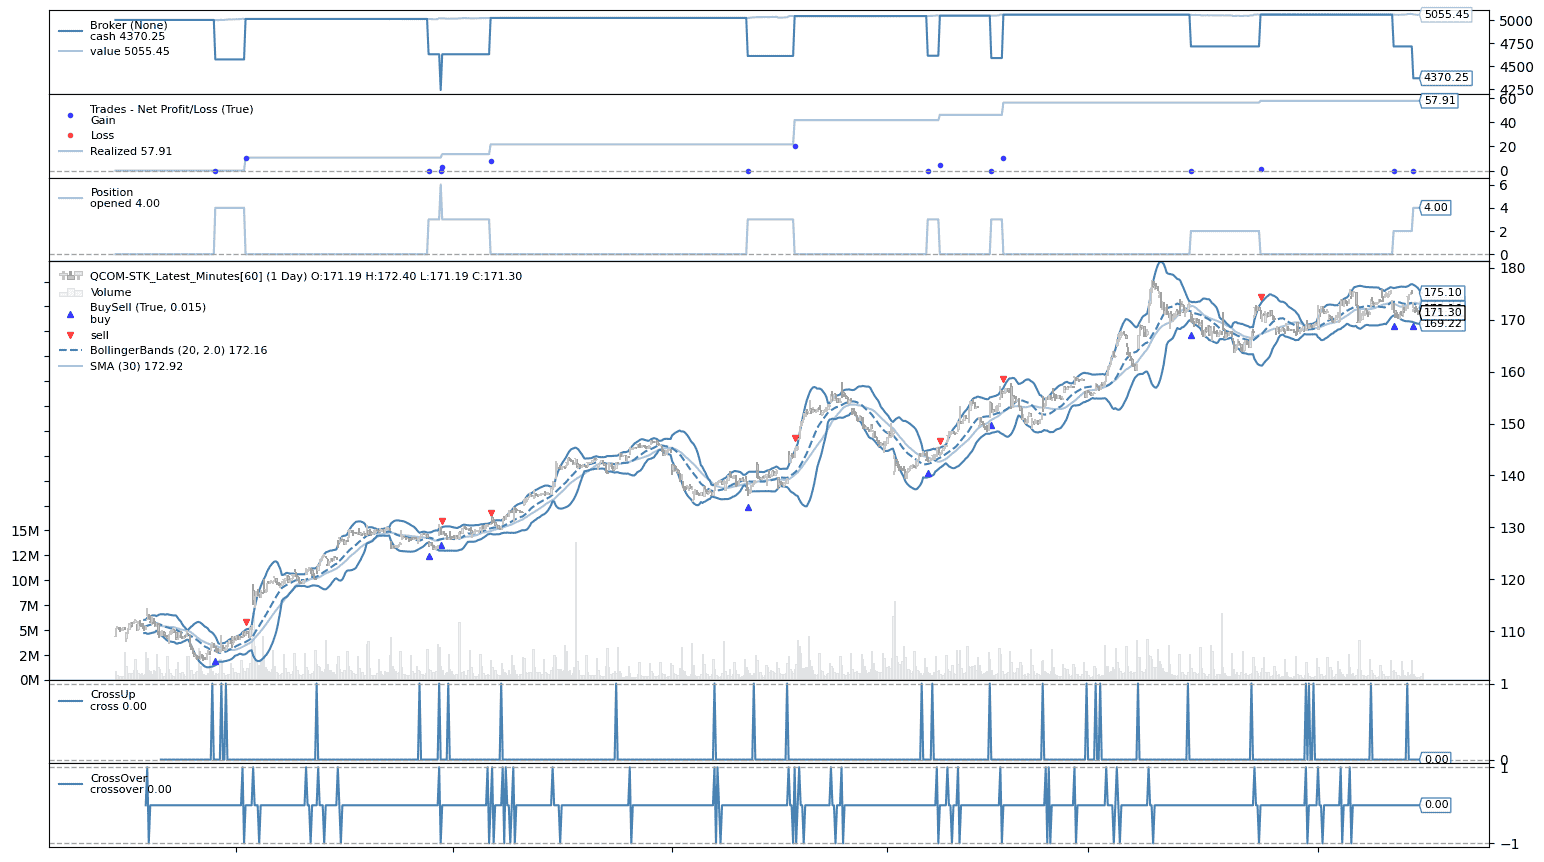 Broker (None)
cash 4370.25
value 5055.45
5055.45
5000
4750
4500
4370.25
4250
Trades - Net Profit/Loss (True)
Gain
Loss
Realized 57.91
57.91
60
40
20
0
Position
opened 4.00
6
4.00
4
2
0
QCOM-STK_Latest_Minutes[60] (1 Day) O:171.19 H:172.40 L:171.19 C:171.30
Volume
BuySell (True, 0.015)
buy
sell
BollingerBands (20, 2.0) 172.16
SMA (30) 172.92
180
175.10
171.30
170
169.22
160
150
140
130
120
110
15M
12M
10M
7M
5M
2M
0M
CrossUp
cross 0.00
1
0.00
0
CrossOver
crossover 0.00
1
0.00
−1